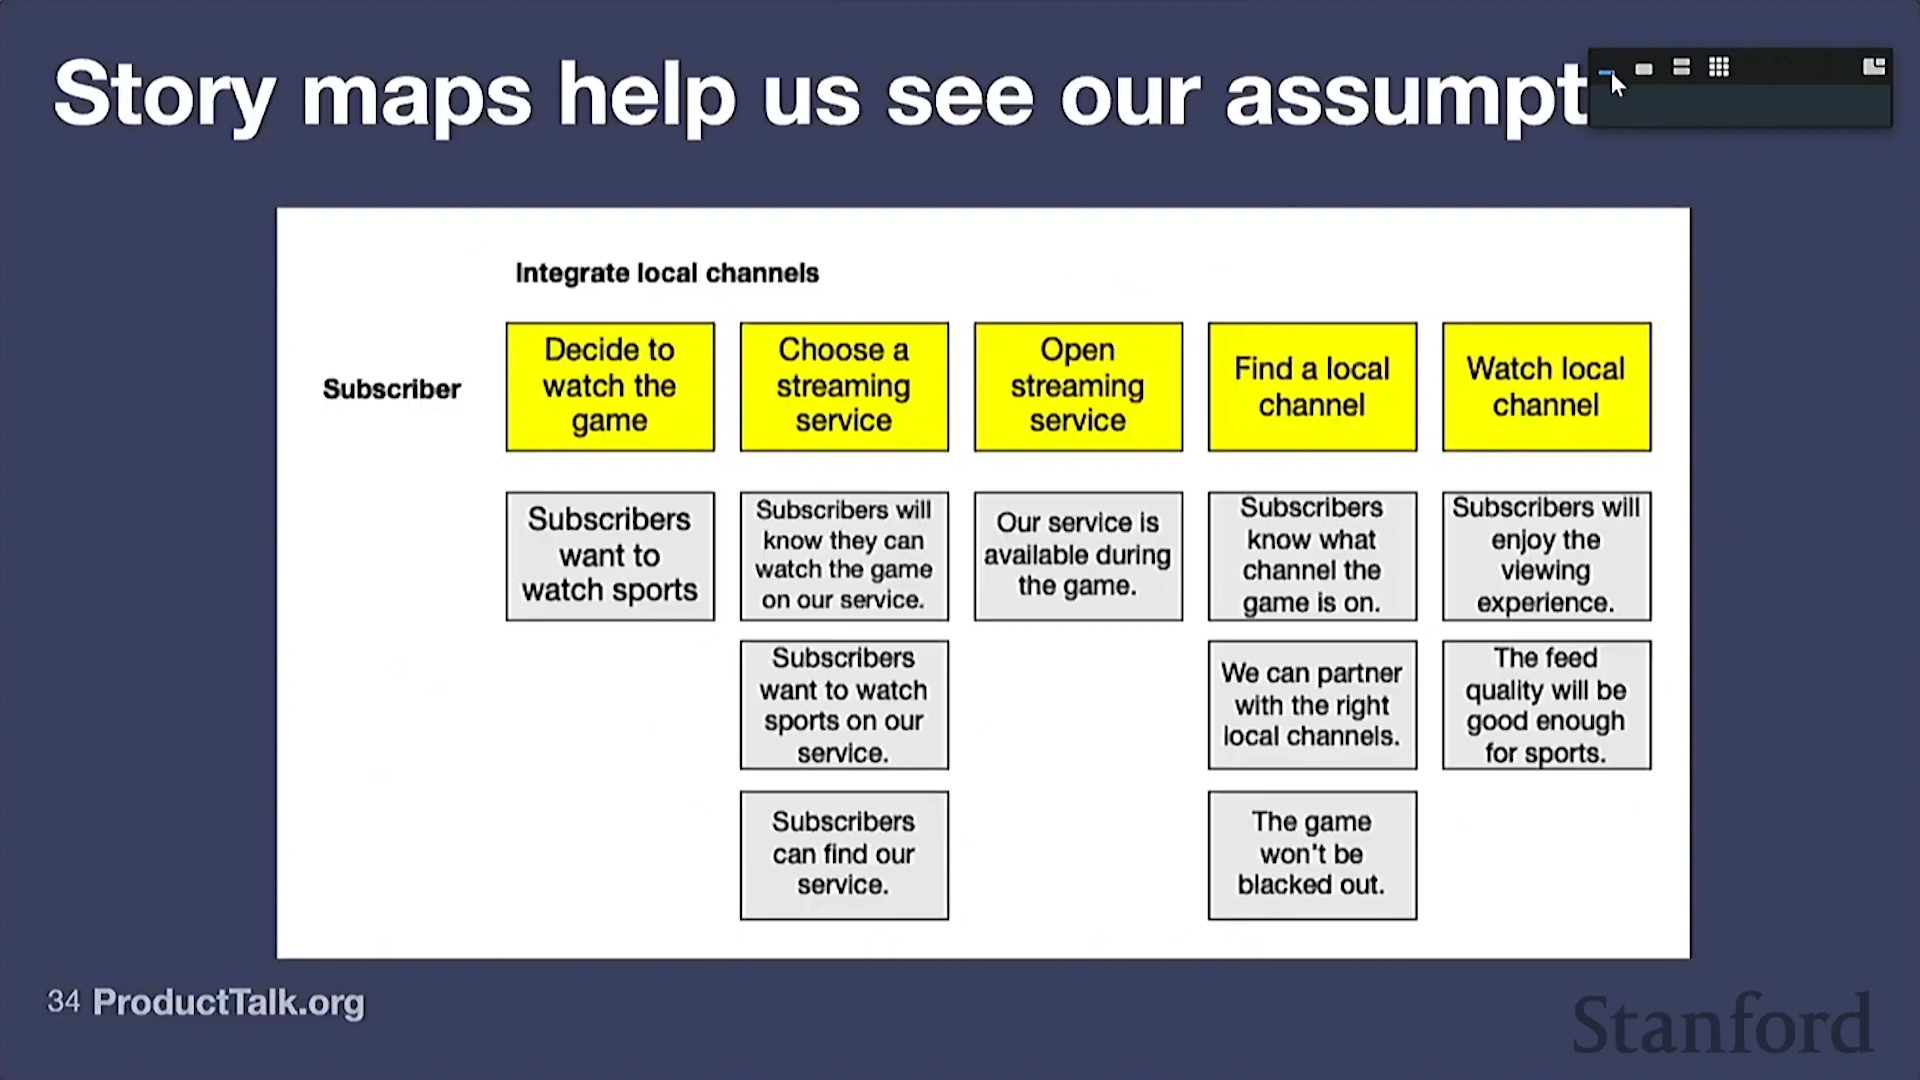 Story maps help us see our assumpt
Integrate local channels
Subscriber
Decide to
watch the
game
Choose a
streaming
service
Open
streaming
service
Find a local
channel
Watch local
channel
Subscribers
want to
watch sports
Subscribers will
know they can
watch the game
on our service.
Our service is
available during
the game.
Subscribers
know what
channel the
game is on.
Subscribers will
enjoy the
viewing
experience.
Subscribers
want to watch
sports on our
service.
We can partner
with the right
local channels.
The feed
quality will be
good enough
for sports.
Subscribers
can find our
service.
The game
won't be
blacked out.
34 ProductTalk.org
Stanford